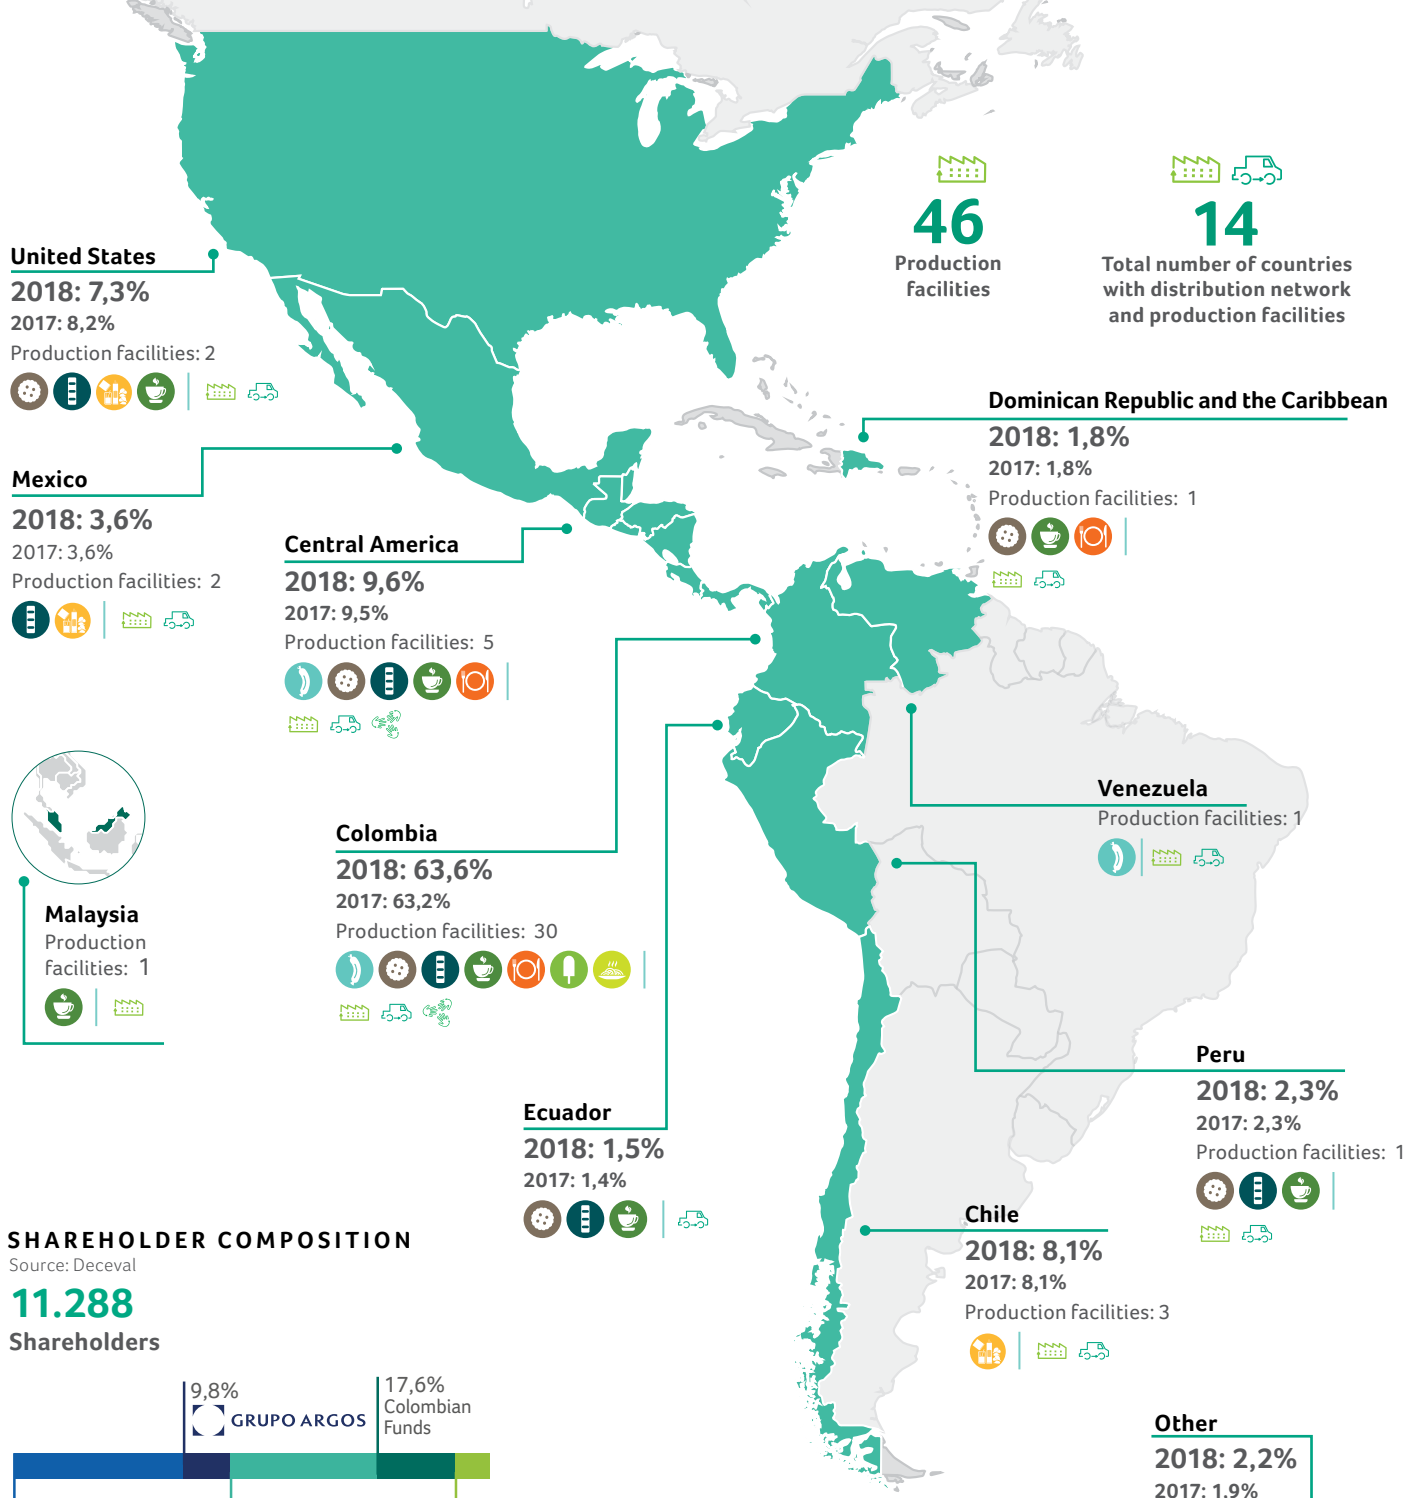 46
Production
facilities
14
Total number of countries
with distribution network
and production facilities
United States
2018: 7,3%
2017: 8,2%
Production facilities: 2
Dominican Republic and the Caribbean
2018: 1,8%
2017: 1,8%
Production facilities: 1
Mexico
2018: 3,6%
2017: 3,6%
Production facilities: 2
Central America
2018: 9,6%
2017: 9,5%
Production facilities: 5
Venezuela
Production facilities: 1
Colombia
2018: 63,6%
2017: 63,2%
Production facilities: 30
Malaysia
Production
facilities: 1
Peru
2018: 2,3%
2017: 2,3%
Production facilities: 1
Ecuador
2018: 1,5%
2017: 1,4%
Chile
2018: 8,1%
2017: 8,1%
Production facilities: 3
SHAREHOLDER COMPOSITION
Source: Deceval
11.288
Shareholders
9,8%
GRUPO ARGOS
17,6%
Colombian
Funds
Other
2018: 2,2%
2017: 1,9%